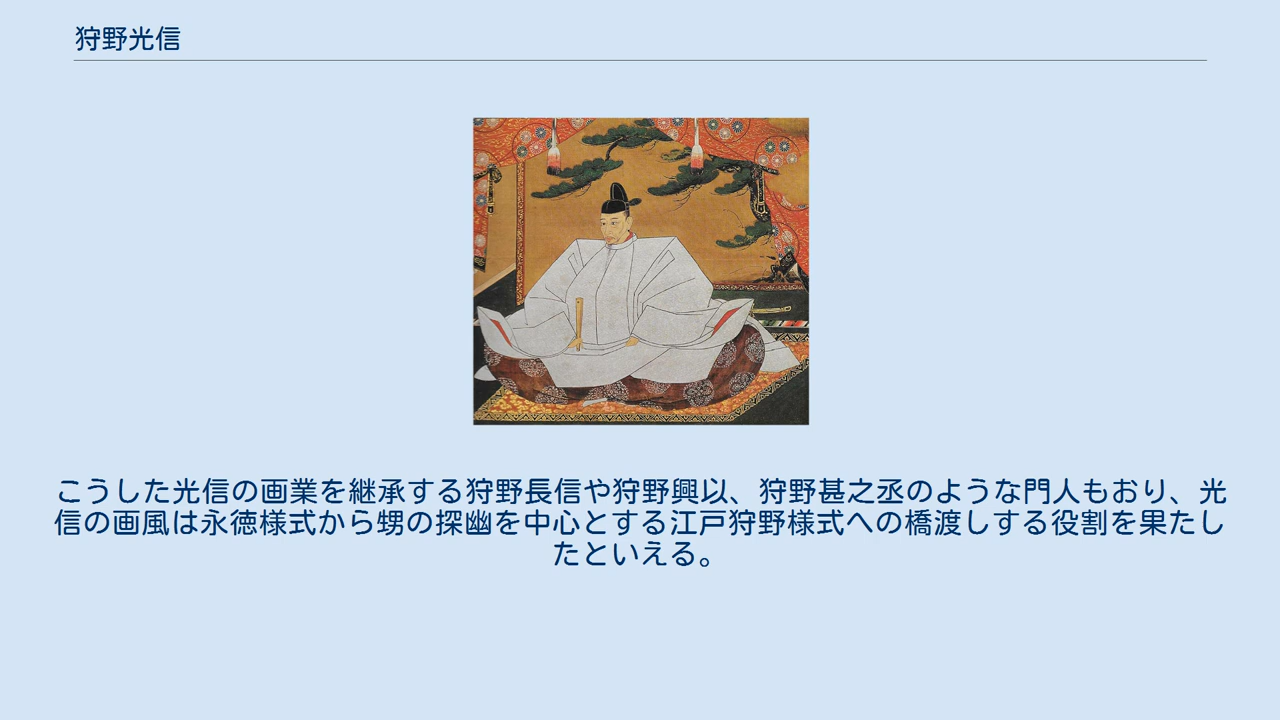 狩野光信
こうした光信の画業を継承する狩野長信や狩野興以、狩野甚之丞のような門人もおり、光
信の画風は永徳様式から甥の探幽を中心とする江戸狩野様式への橋渡しする役割を果たし
たといえる。